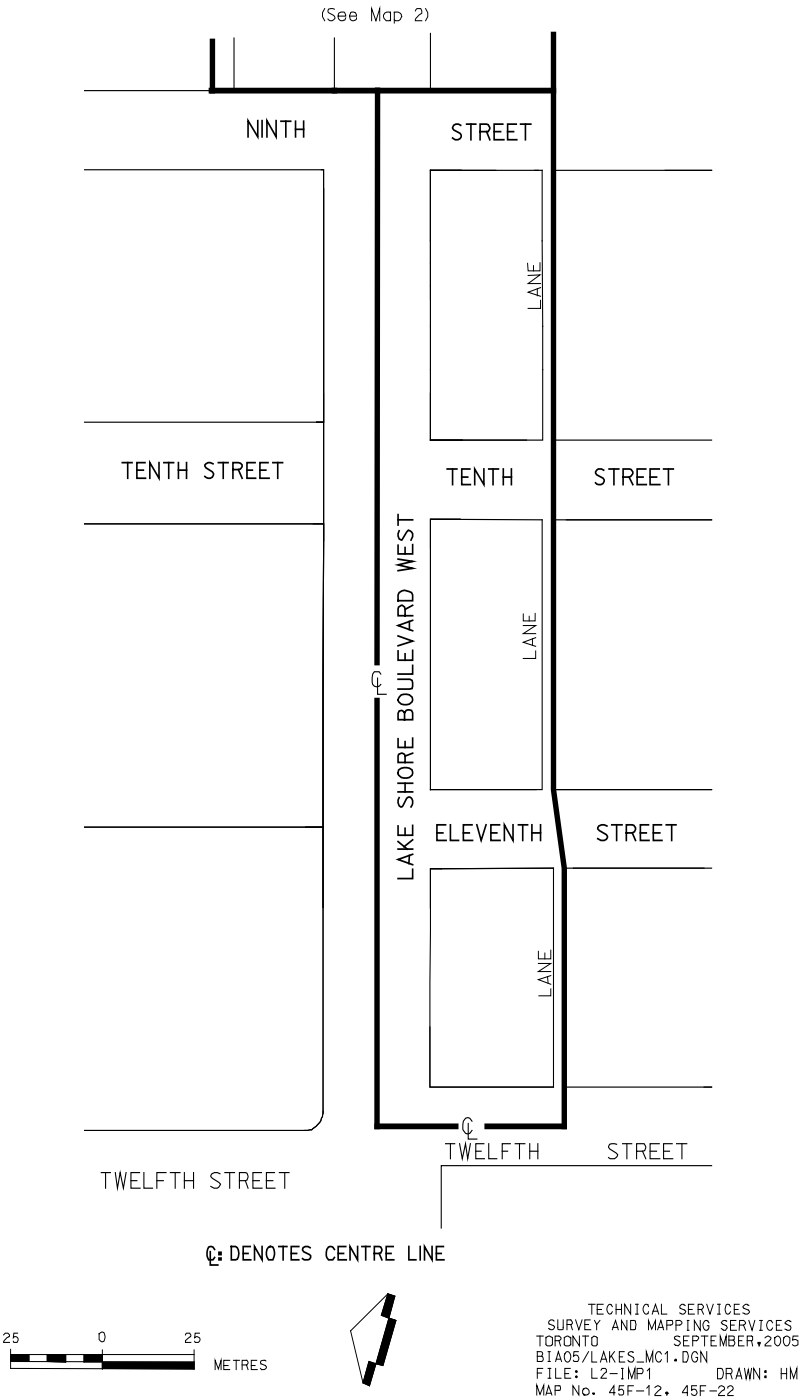 (See Map 2)
NINTH STREET
LANE
TENTH STREET
TENTH STREET
LAKE SHORE BOULEVARD WEST
LANE
℄
ELEVENTH STREET
LANE
℄
TWELFTH STREET
TWELFTH STREET
℄: DENOTES CENTRE LINE
25 0 25
METRES
TECHNICAL SERVICES
SURVEY AND MAPPING SERVICES
TORONTO SEPTEMBER,2005
BIA05/LAKES_MC1.DGN
FILE: L2-IMP1 DRAWN: HM
MAP No. 45F-12, 45F-22